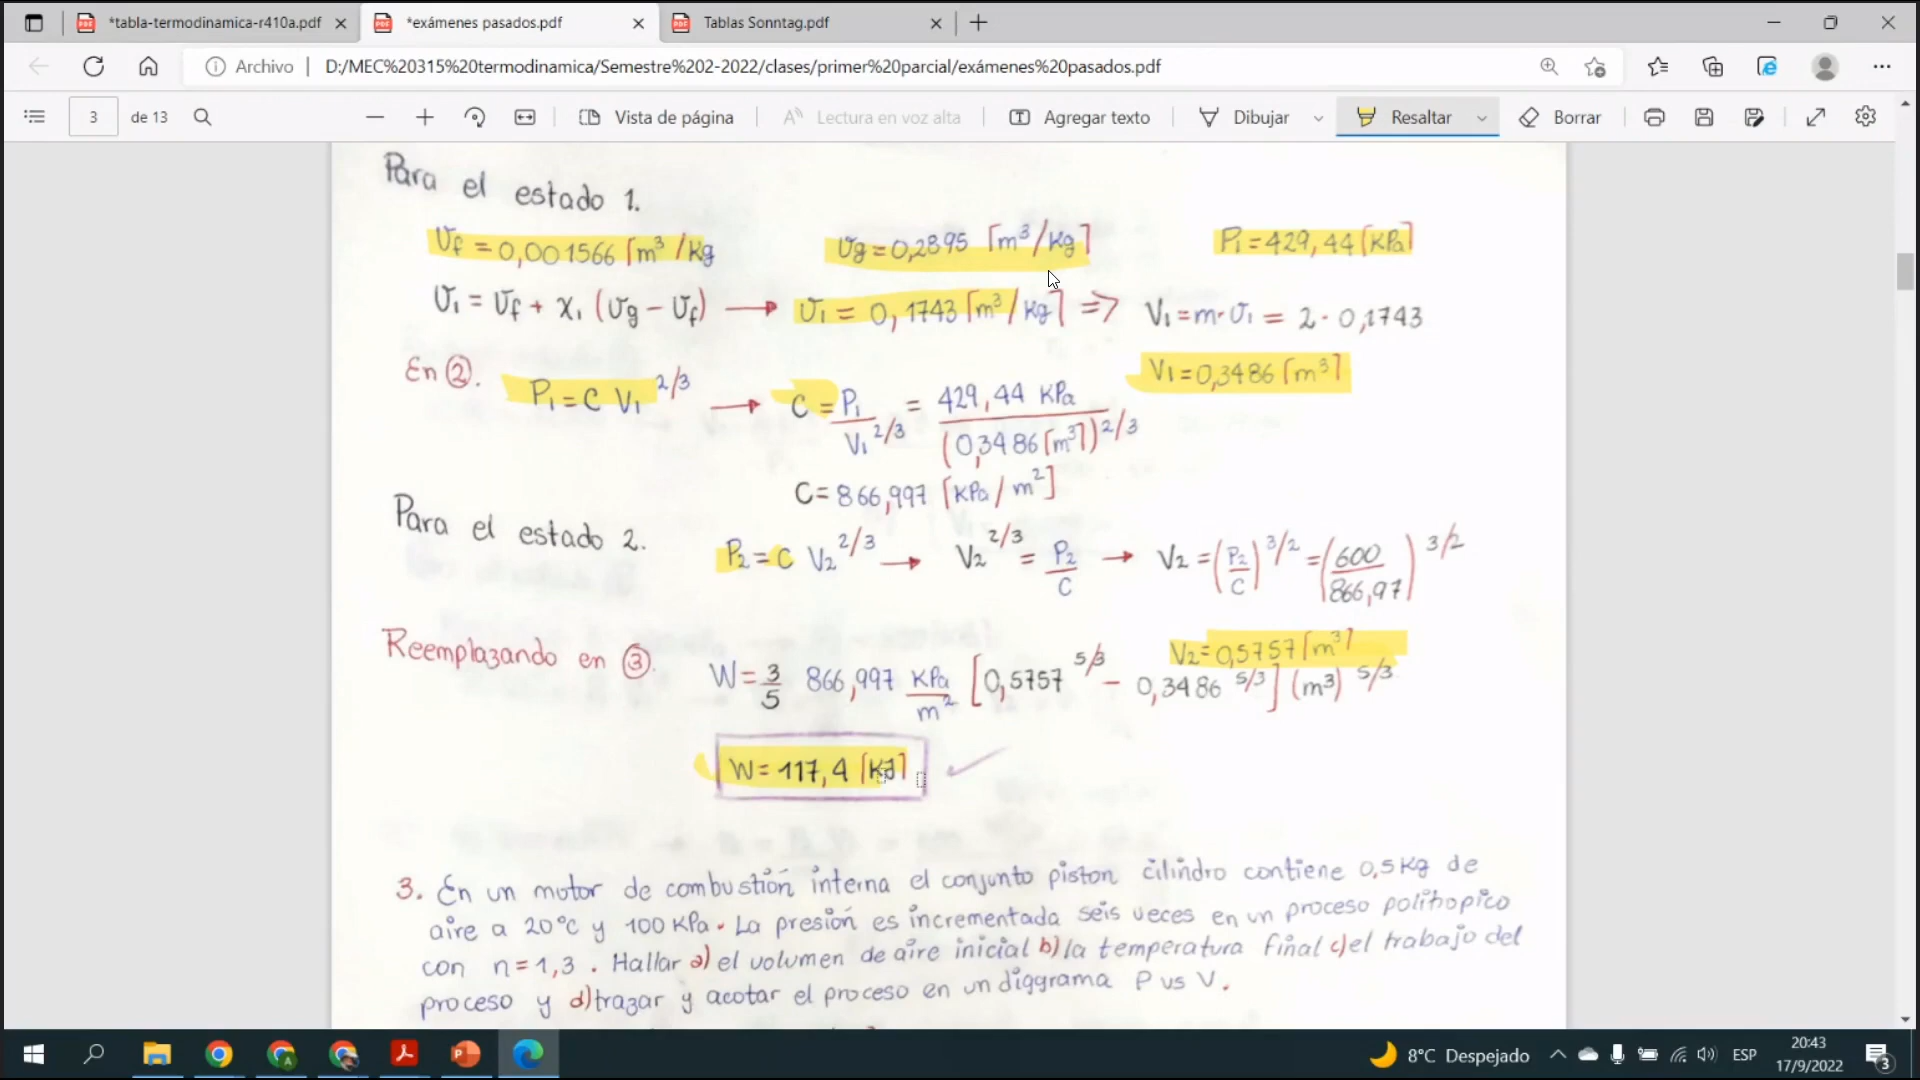 *tabla-termodinamica-r410a.pdf
*exámenes pasados.pdf
Tablas Sonntag.pdf
Archivo | D:/MEC%20315%20termodinamica/Semestre%202-2022/clases/primer%20parcial/exámenes%20pasados.pdf
3 de 13
Vista de página
Lectura en voz alta
Agregar texto
Dibujar
Resaltar
Borrar
Para el estado 1.
Vf = 0,001566 [m³/kg
Vg = 0,2895 [m³/kg]
P1 = 429,44 [KPa]
V1 = Vf + X1 (Vg - Vf) → V1 = 0,1743 [m³/kg] => V1 = m·V1 = 2 · 0,1743
V1 = 0,3486 [m³]
En ②. P1 = C V1^2/3 → C = P1/V1^2/3 = 429,44 KPa/(0,3486 [m³])^2/3
C = 866,997 [KPa/m²]
Para el estado 2. P2 = C V2^2/3 → V2^2/3 = P2/C → V2 = (P2/C)^3/2 = (600/866,97)^3/2
V2 = 0,5757 [m³]
Reemplazando en ③. W = 3/5 866,997 KPa/m² [0,5757^5/3 - 0,3486^5/3] (m³)^5/3
W = 117,4 [KJ]
3. En un motor de combustión interna el conjunto piston cilindro contiene 0,5 Kg de
aire a 20°C y 100 KPa. La presión es incrementada seis veces en un proceso politropico
con n = 1,3. Hallar a) el volumen de aire inicial b) la temperatura final c) el trabajo del
proceso y d) trazar y acotar el proceso en un diggrama P vs V.
8°C Despejado
ESP
20:43
17/9/2022
3